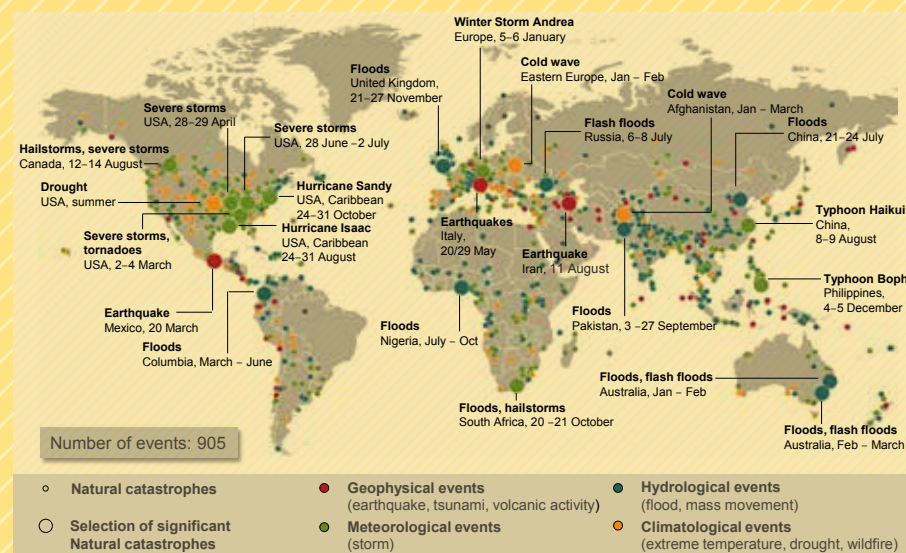 Winter Storm Andrea
Europe, 5–6 January
Cold wave
Eastern Europe, Jan – Feb
Floods
United Kingdom,
21–27 November
Cold wave
Afghanistan, Jan – March
Severe storms
USA, 28–29 April
Severe storms
USA, 28 June –2 July
Flash floods
Russia, 6–8 July
Floods
China, 21–24 July
Hailstorms, severe storms
Canada, 12–14 August
Drought
USA, summer
Hurricane Sandy
USA, Caribbean
24–31 October
Hurricane Isaac
USA, Caribbean
24–31 August
Severe storms,
tornadoes
USA, 2–4 March
Earthquakes
Italy,
20/29 May
Earthquake
Iran, 11 August
Typhoon Haikui
China,
8–9 August
Typhoon Boph
Philippines,
4–5 December
Earthquake
Mexico, 20 March
Floods
Columbia, March – June
Floods
Nigeria, July – Oct
Floods
Pakistan, 3 –27 September
Floods, flash floods
Australia, Jan – Feb
Floods, hailstorms
South Africa, 20 –21 October
Floods, flash floods
Australia, Feb – March
Number of events: 905
Natural catastrophes
Selection of significant
Natural catastrophes
Geophysical events
(earthquake, tsunami, volcanic activity)
Meteorological events
(storm)
Hydrological events
(flood, mass movement)
Climatological events
(extreme temperature, drought, wildfire)